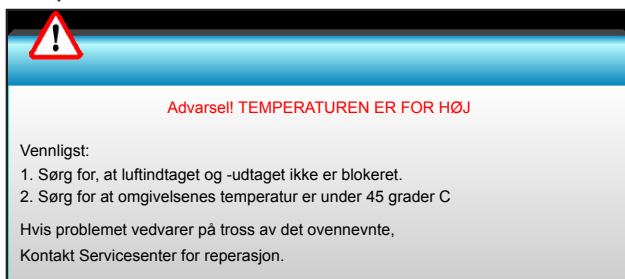 Advarsel! TEMPERATUREN ER FOR HØJ
Vennligst:
1. Sørg for, at luftindtaget og -udtaget ikke er blokeret.
2. Sørg for at omgivelsenes temperatur er under 45 grader C
Hvis problemet vedvarer på tross av det ovennevnte,
Kontakt Servicesenter for reperasjon.